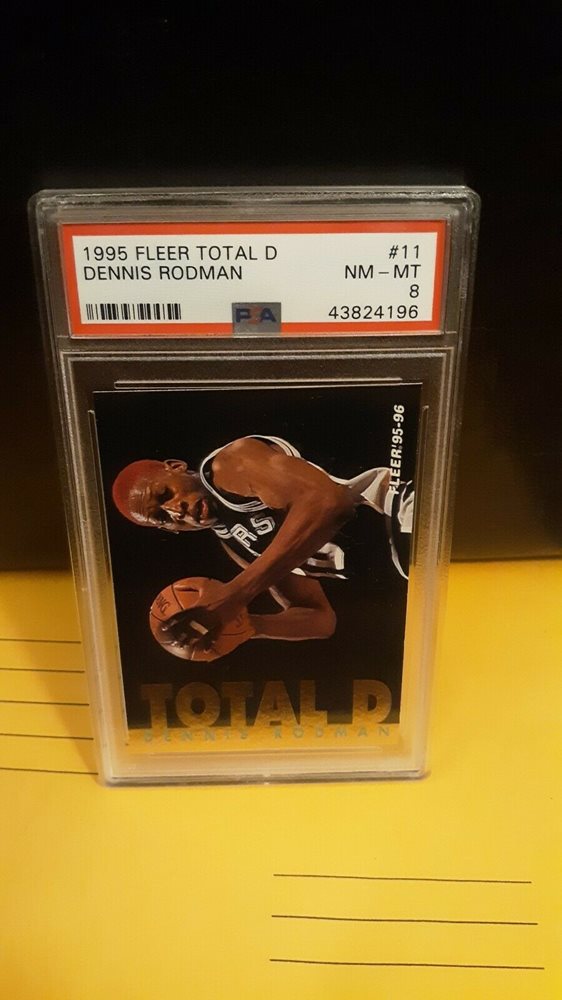 1995 FLEER TOTAL D #11
DENNIS RODMAN NM – MT
8
PSA 43824196
FLEER '95-96
TOTAL D
DENNIS RODMAN